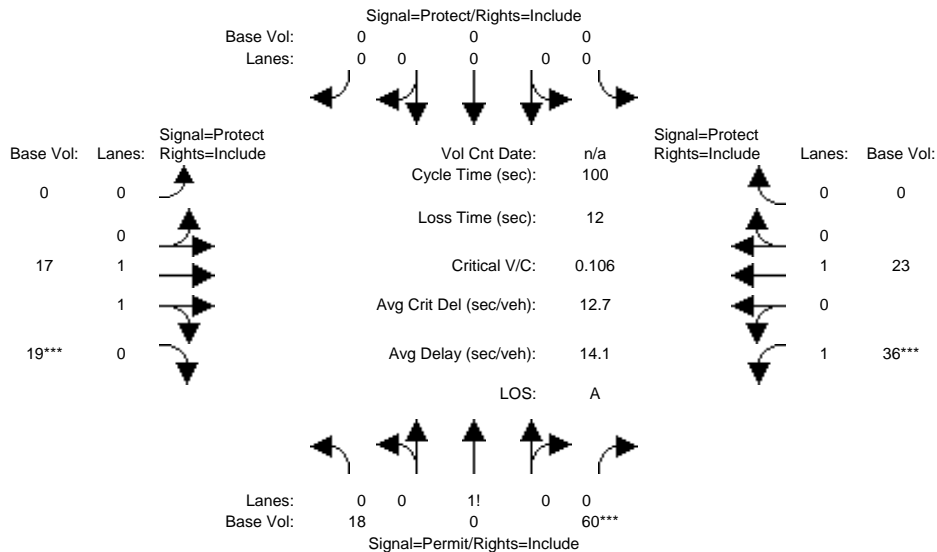 Signal=Protect/Rights=Include
Base Vol: 0 0 0
Lanes: 0 0 0 0 0
Signal=Protect Signal=Protect
Base Vol: Lanes: Rights=Include Vol Cnt Date: n/a Rights=Include Lanes: Base Vol:
Cycle Time (sec): 100
0 0 0 0
Loss Time (sec): 12
0 0
17 1 Critical V/C: 0.106 1 23
1 Avg Crit Del (sec/veh): 12.7 0
19*** 0 Avg Delay (sec/veh): 14.1 1 36***
LOS: A
Lanes: 0 0 1! 0 0
Base Vol: 18 0 60***
Signal=Permit/Rights=Include